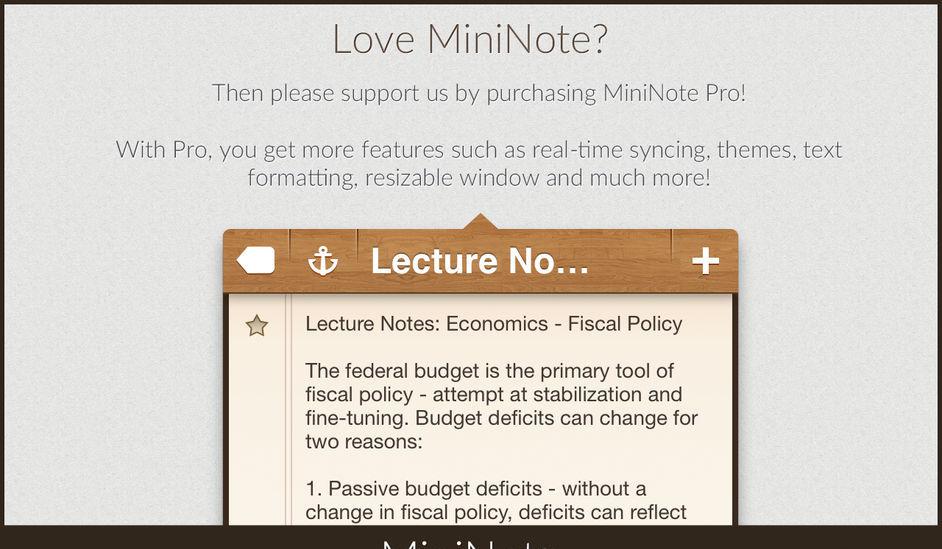 Love MiniNote?
Then please support us by purchasing MiniNote Pro!
With Pro, you get more features such as real-time syncing, themes, text
formatting, resizable window and much more!
Lecture No...
Lecture Notes: Economics - Fiscal Policy
The federal budget is the primary tool of
fiscal policy - attempt at stabilization and
fine-tuning. Budget deficits can change for
two reasons:
1. Passive budget deficits - without a
change in fiscal policy, deficits can reflect
MiniNote